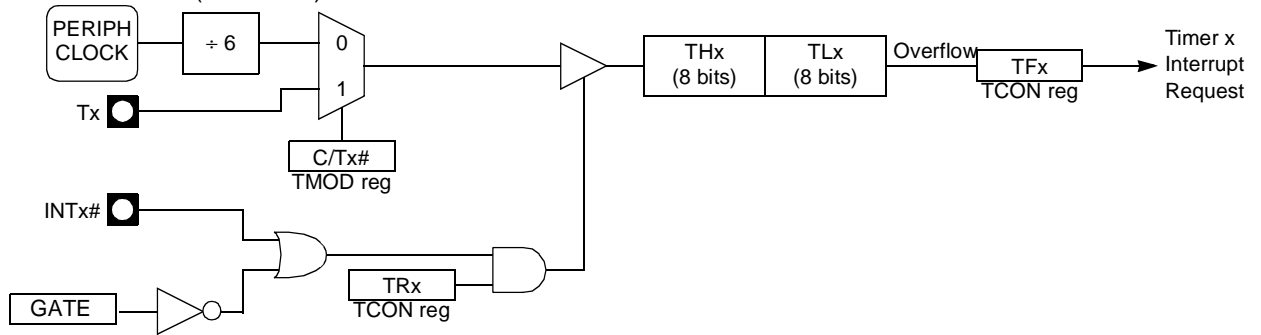 PERIPH
CLOCK
÷ 6
0
1
Tx
C/Tx#
TMOD reg
THx
(8 bits)
TLx
(8 bits)
Overflow
TFx
TCON reg
Timer x
Interrupt
Request
INTx#
GATE
TRx
TCON reg